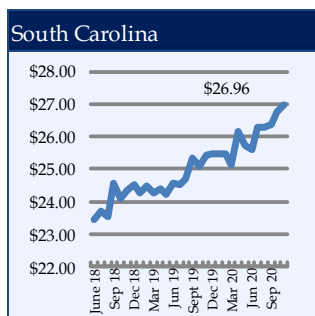 South Carolina
$28.00
$27.00
$26.00
$25.00
$24.00
$23.00
$22.00
$26.96
June 18
Sep 18
Dec 18
Mar 19
Jun 19
Sept 19
Dec 19
Mar 20
Jun 20
Sep 20